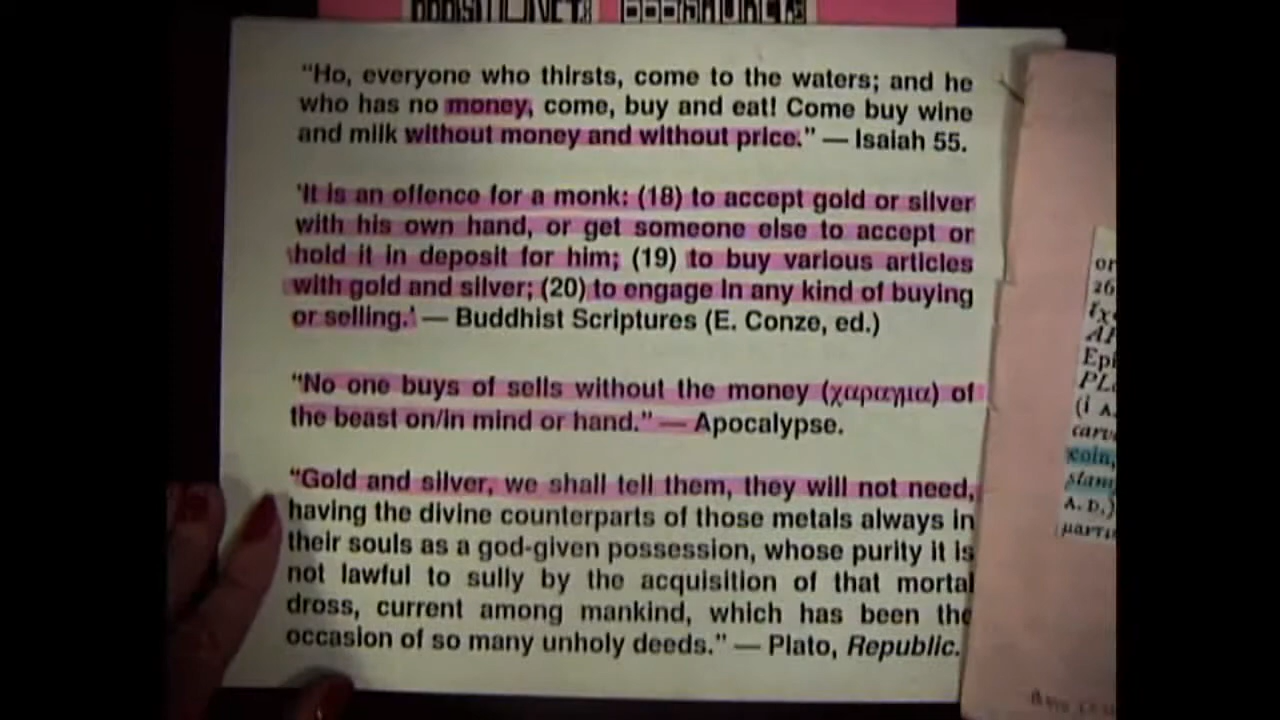 "Ho, everyone who thirsts, come to the waters; and he
who has no money, come, buy and eat! Come buy wine
and milk without money and without price." — Isaiah 55.
'It is an offence for a monk: (18) to accept gold or silver
with his own hand, or get someone else to accept or
hold it in deposit for him; (19) to buy various articles
with gold and silver; (20) to engage in any kind of buying
or selling.' — Buddhist Scriptures (E. Conze, ed.)
"No one buys of sells without the money (χαραγμα) of
the beast on/in mind or hand." — Apocalypse.
"Gold and silver, we shall tell them, they will not need,
having the divine counterparts of those metals always in
their souls as a god-given possession, whose purity it is
not lawful to sully by the acquisition of that mortal
dross, current among mankind, which has been the
occasion of so many unholy deeds." — Plato, Republic.
or
26
Epi
PL
(i A.
carv
coin,
stam
A. D.,)